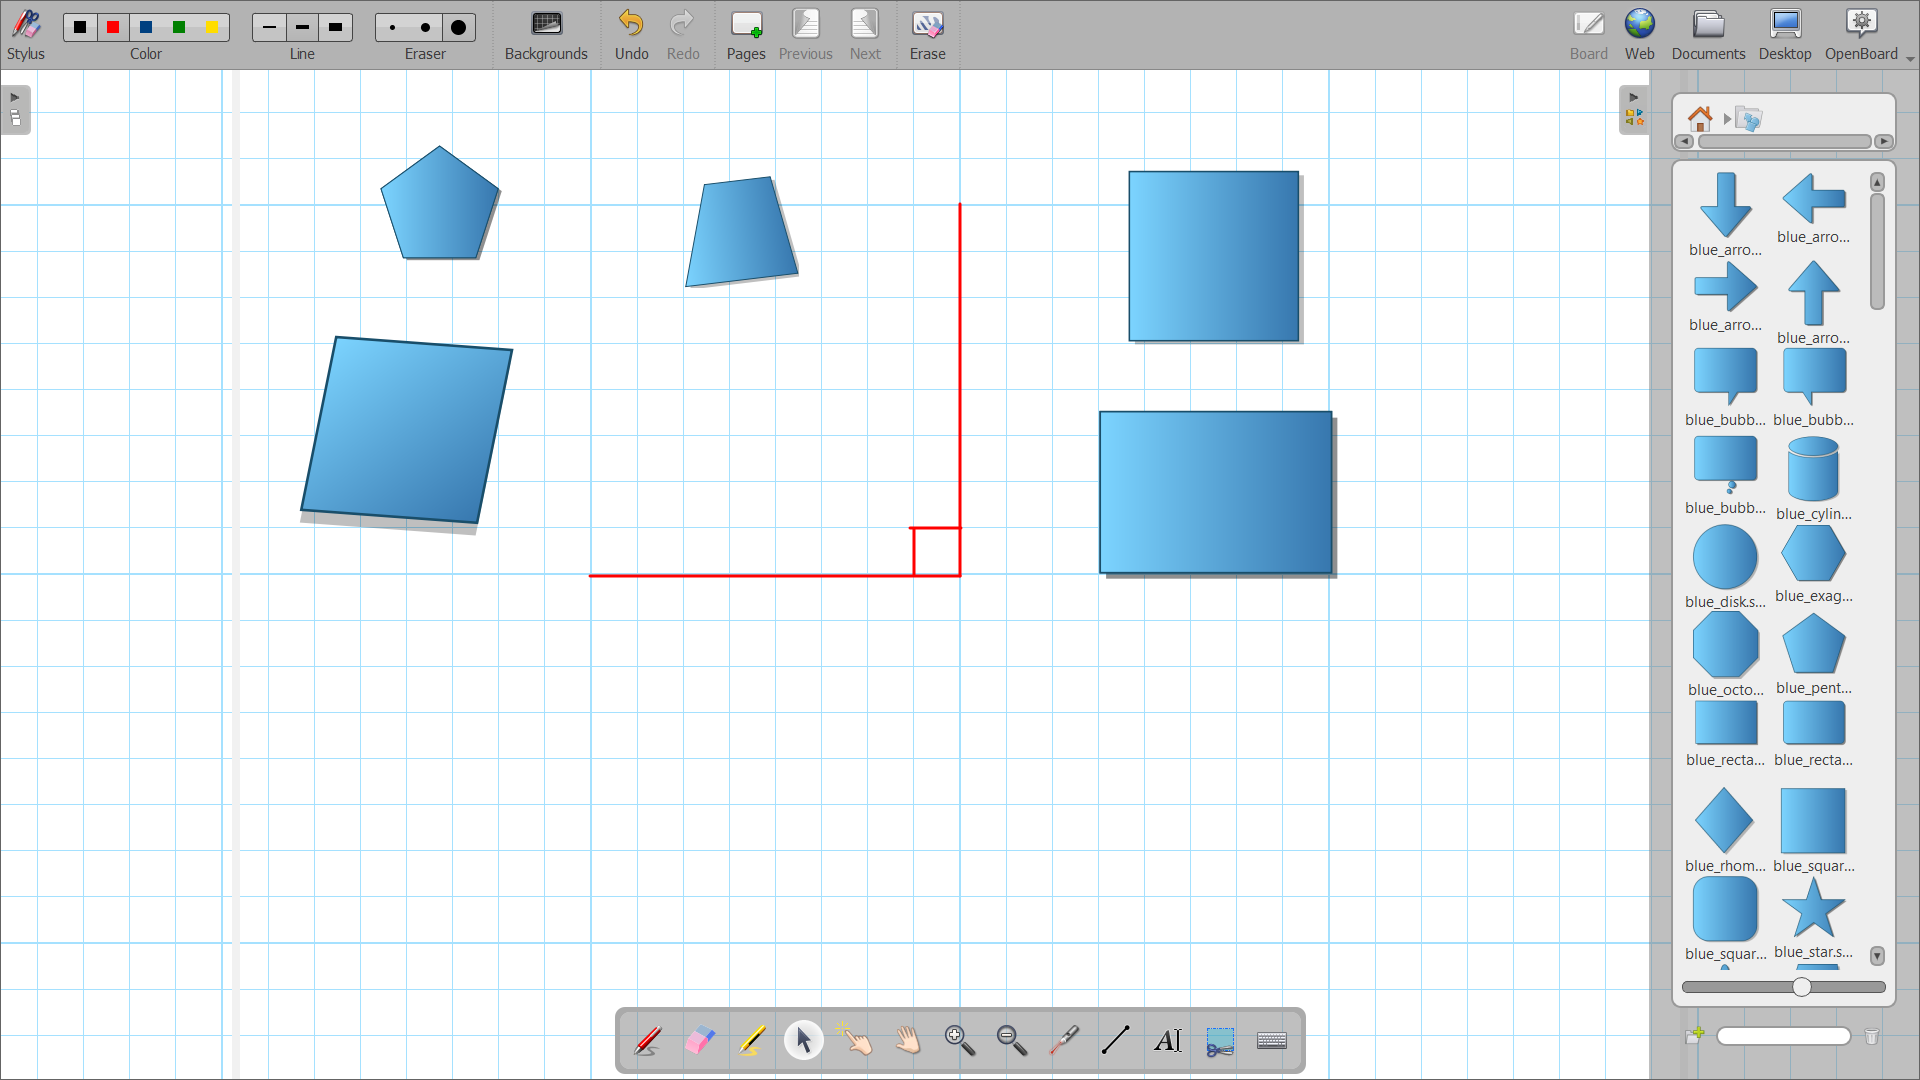 Stylus Color Line Eraser Backgrounds Undo Redo Pages Previous Next Erase Board Web Documents Desktop OpenBoard
blue_arro... blue_arro...
blue_arro... blue_arro...
blue_bubb... blue_bubb...
blue_bubb... blue_cylin...
blue_disk.s... blue_exag...
blue_octo... blue_pent...
blue_recta... blue_recta...
blue_rhom... blue_squar...
blue_squar... blue_star.s...
AI